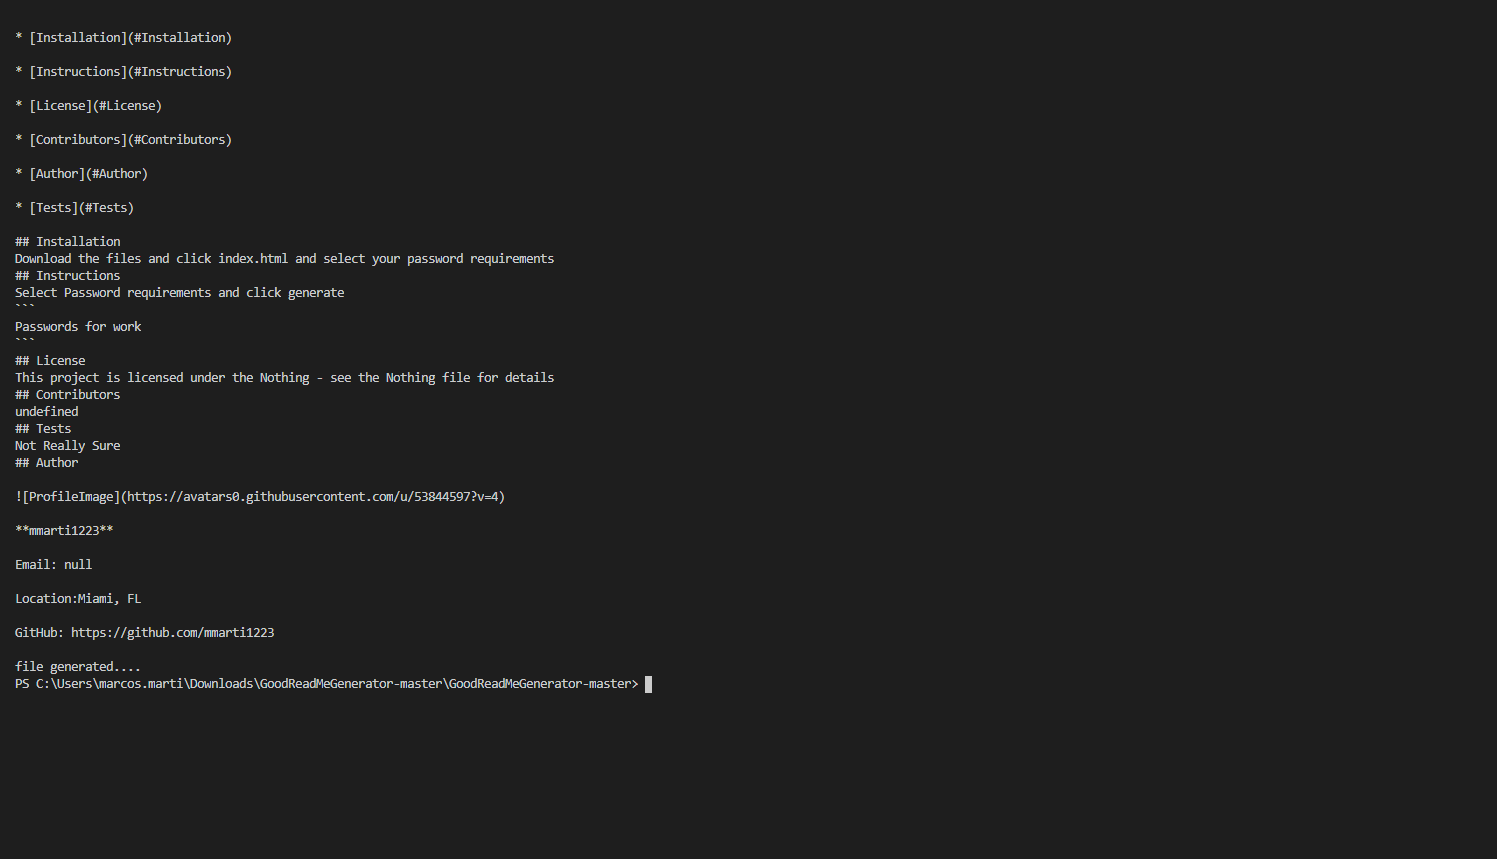 * [Installation](#Installation)
* [Instructions](#Instructions)
* [License](#License)
* [Contributors](#Contributors)
* [Author](#Author)
* [Tests](#Tests)
## Installation
Download the files and click index.html and select your password requirements
## Instructions
Select Password requirements and click generate
```
Passwords for work
```
## License
This project is licensed under the Nothing - see the Nothing file for details
## Contributors
undefined
## Tests
Not Really Sure
## Author
![ProfileImage](https://avatars0.githubusercontent.com/u/53844597?v=4)
**mmarti1223**
Email: null
Location:Miami, FL
GitHub: https://github.com/mmarti1223
file generated....
PS C:\Users\marcos.marti\Downloads\GoodReadMeGenerator-master\GoodReadMeGenerator-master>